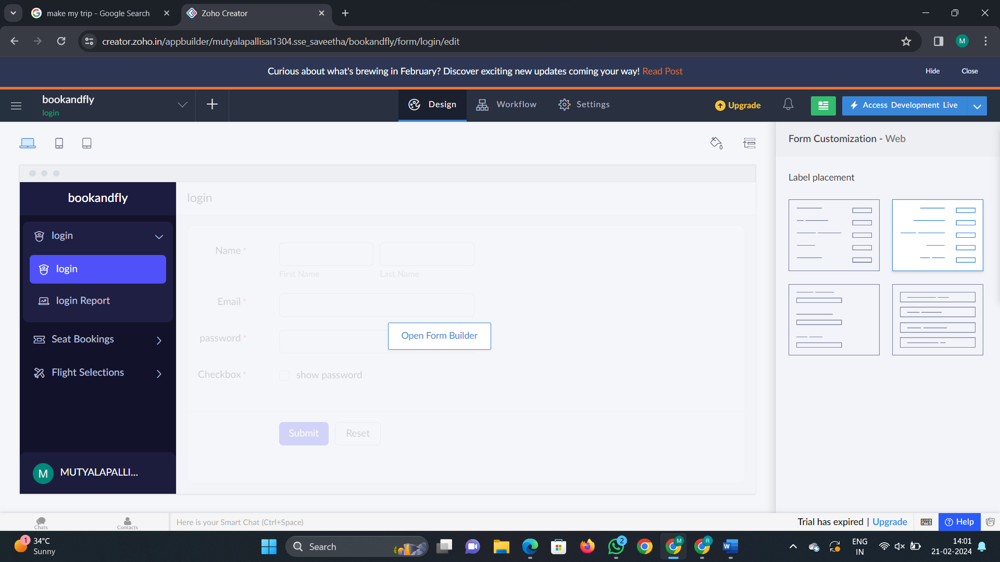 make my trip - Google Search
Zoho Creator
creator.zoho.in/appbuilder/mutyalapallisai1304.sse_saveetha/bookandfly/form/login/edit
M
Curious about what's brewing in February? Discover exciting new updates coming your way! Read Post
Hide
Close
bookandfly
login
Design
Workflow
Settings
Upgrade
Access Development Live
Form Customization - Web
Label placement
bookandfly
login
login
login
login Report
Seat Bookings
Flight Selections
MUTYALAPALLI...
M
Name *
First Name
Last Name
Email *
password *
Open Form Builder
Checkbox *
show password
Submit
Reset
Chats
Contacts
Here is your Smart Chat (Ctrl+Space)
Trial has expired | Upgrade
Help
1
34°C
Sunny
Search
2
M
R
W
ENG
IN
14:01
21-02-2024